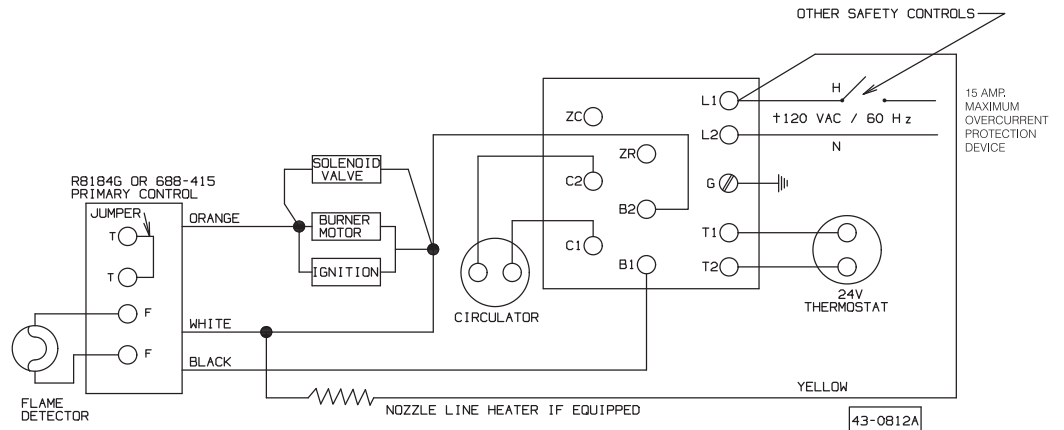 OTHER SAFETY CONTROLS
L1
H
†120 VAC / 60 Hz
15 AMP.
MAXIMUM
OVERCURRENT
PROTECTION
DEVICE
ZC
L2
N
ZR
SOLENOID
VALVE
R8184G OR 688-415
PRIMARY CONTROL
C2
G
JUMPER
ORANGE
BURNER
MOTOR
B2
T
C1
T1
IGNITION
B1
T2
T
24V
THERMOSTAT
CIRCULATOR
F
WHITE
F
BLACK
YELLOW
FLAME
DETECTOR
NOZZLE LINE HEATER IF EQUIPPED
43-0812A